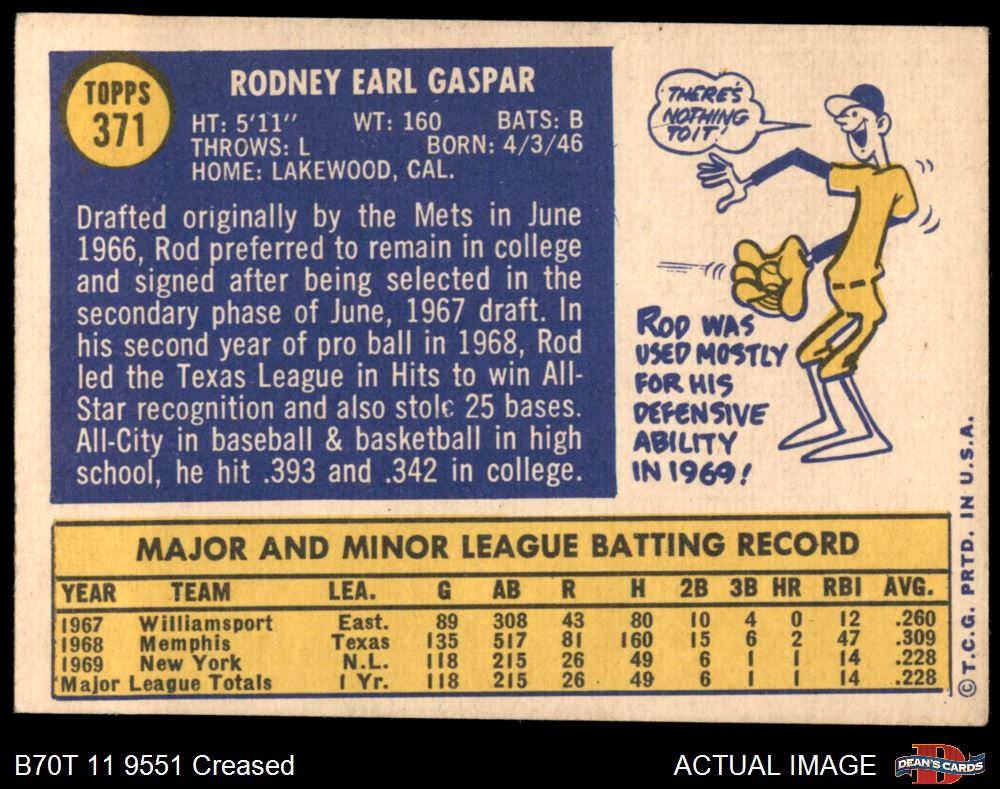 TOPPS
371
RODNEY EARL GASPAR
HT: 5'11" WT: 160 BATS: B
THROWS: L BORN: 4/3/46
HOME: LAKEWOOD, CAL.
Drafted originally by the Mets in June
1966, Rod preferred to remain in college
and signed after being selected in the
secondary phase of June, 1967 draft. In
his second year of pro ball in 1968, Rod
led the Texas League in Hits to win All-
Star recognition and also stole 25 bases.
All-City in baseball & basketball in high
school, he hit .393 and .342 in college.
THERE'S
NOTHING
TO IT!
ROD WAS
USED MOSTLY
FOR HIS
DEFENSIVE
ABILITY
IN 1969!
MAJOR AND MINOR LEAGUE BATTING RECORD
YEAR TEAM LEA. G AB R H 2B 3B HR RBI AVG.
1967 Williamsport East. 89 308 43 80 10 4 0 12 .260
1968 Memphis Texas 135 517 81 160 15 6 2 47 .309
1969 New York N.L. 118 215 26 49 6 1 1 14 .228
Major League Totals 1 Yr. 118 215 26 49 6 1 1 14 .228
© T.C.G. PRTD. IN U.S.A.
B70T 11 9551 Creased
ACTUAL IMAGE
DEAN'S CARDS